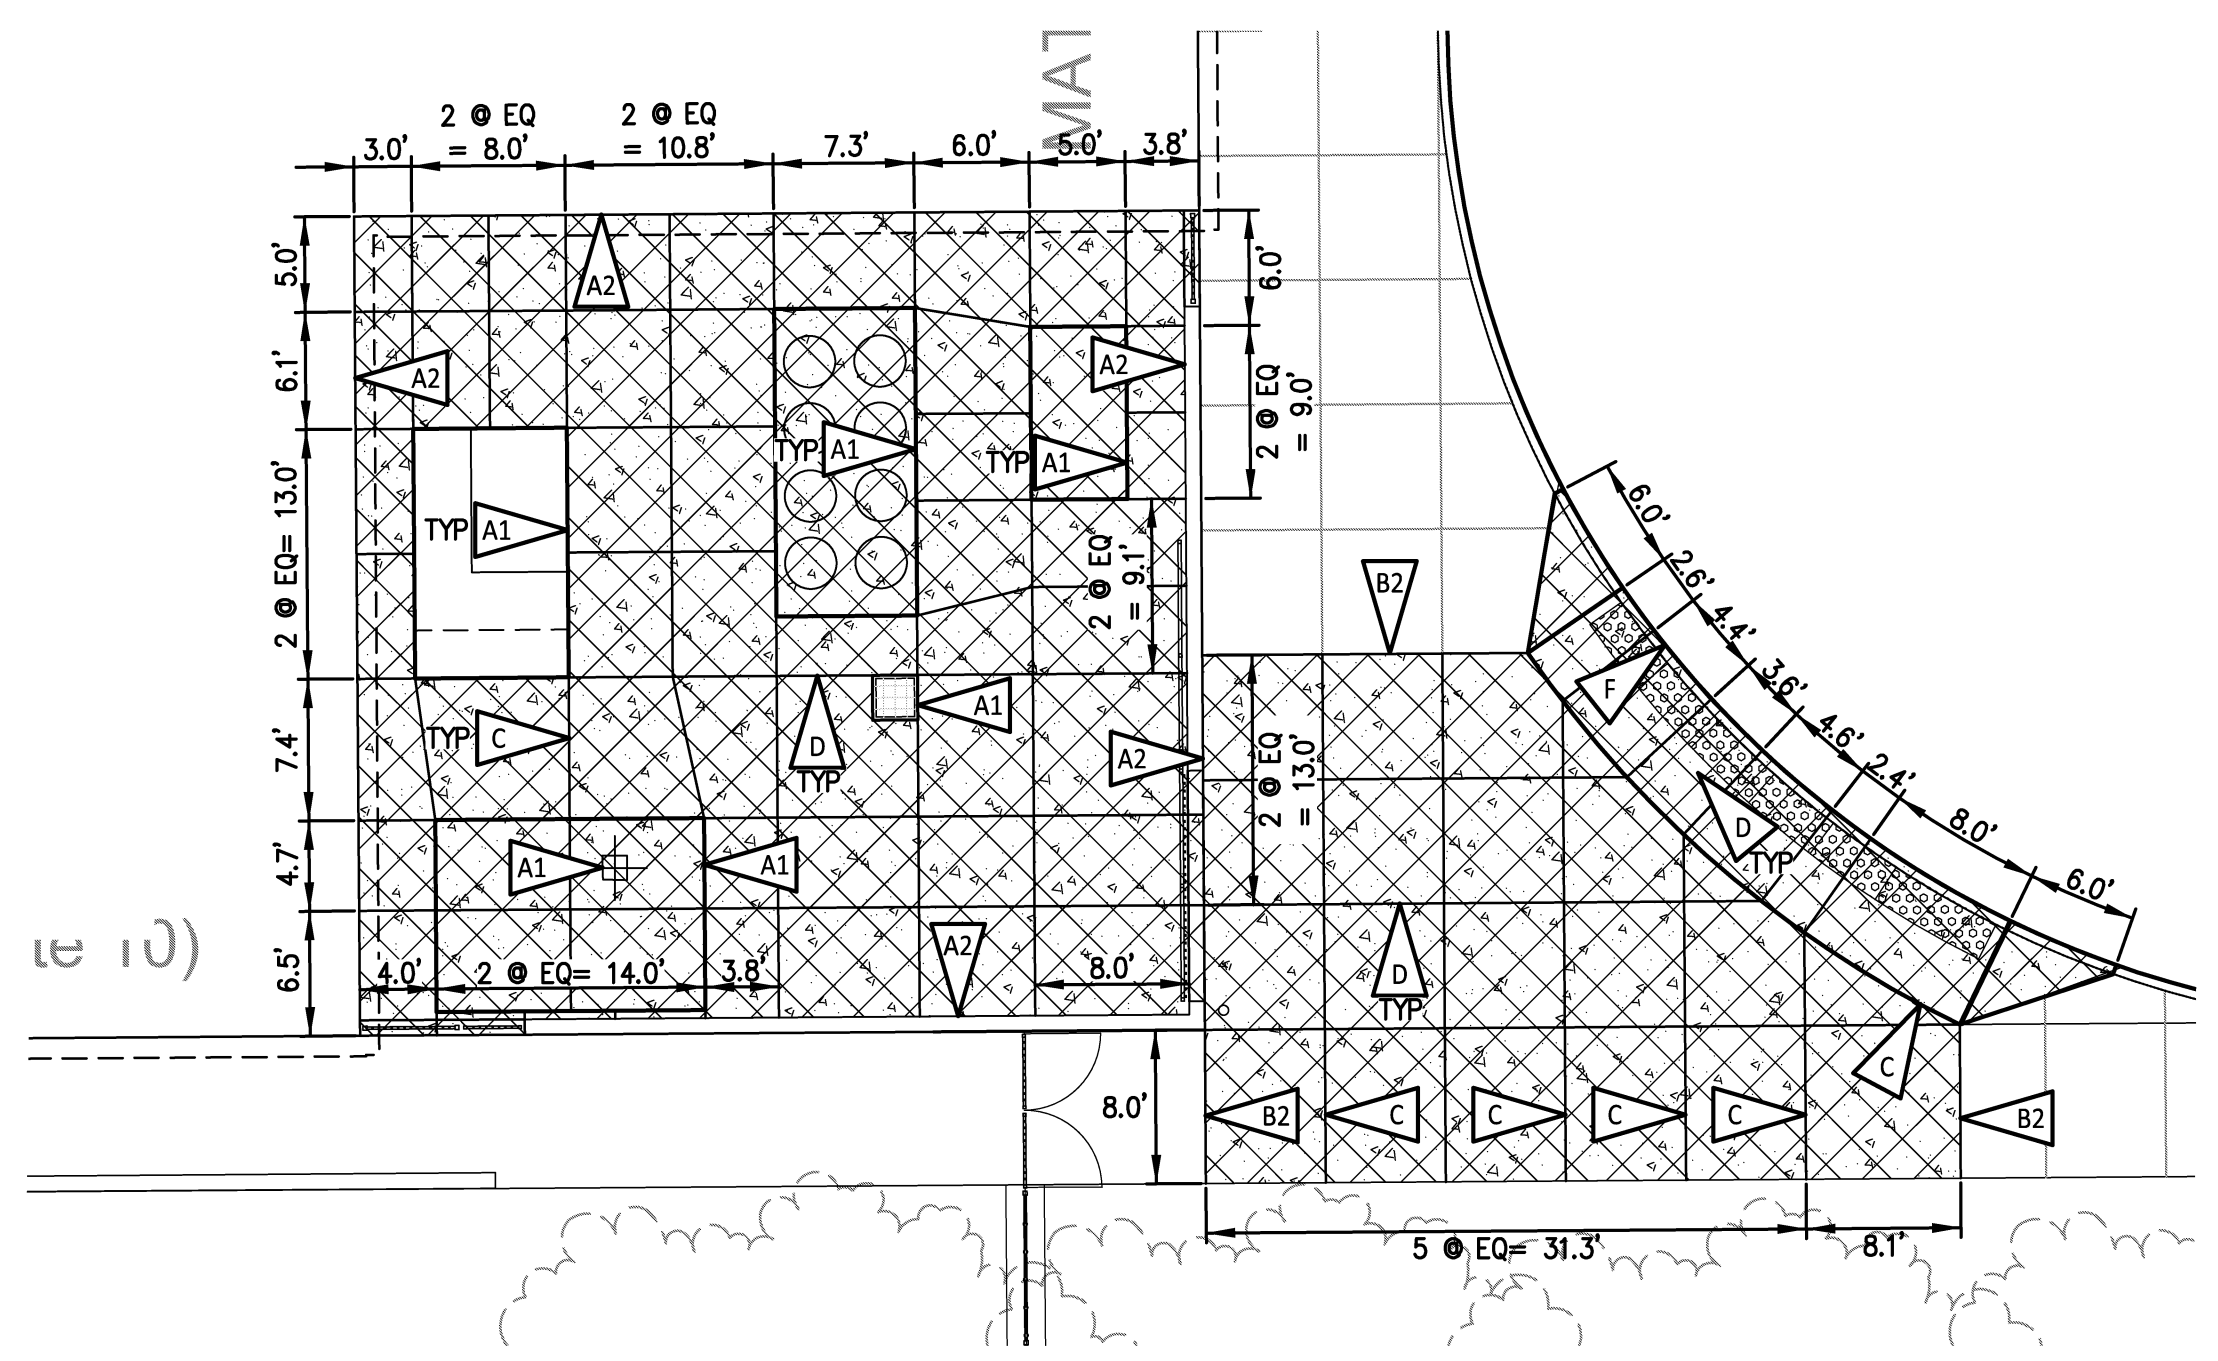 LAM
2 @ EQ
= 8.0'
2 @ EQ
= 10.8'
3.0'
7.3'
6.0'
5.0'
3.8'
5.0'
6.1'
2 @ EQ= 13.0'
7.4'
4.7'
6.5'
A2
A2
A2
TYP A1
TYP A1
TYP A1
6.0'
2 @ EQ
= 9.0'
2 @ EQ
= 9.1'
TYP C
D
TYP
A1
A2
A1
A1
A2
4.0'
2 @ EQ= 14.0'
3.8'
8.0'
8.0'
te 10)
B2
2 @ EQ
= 13.0'
6.0'
2.6'
4.4'
3.6'
4.6'
2.4'
8.0'
6.0'
F
D
TYP
D
TYP
C
B2
C
C
C
C
B2
5 @ EQ= 31.3'
8.1'